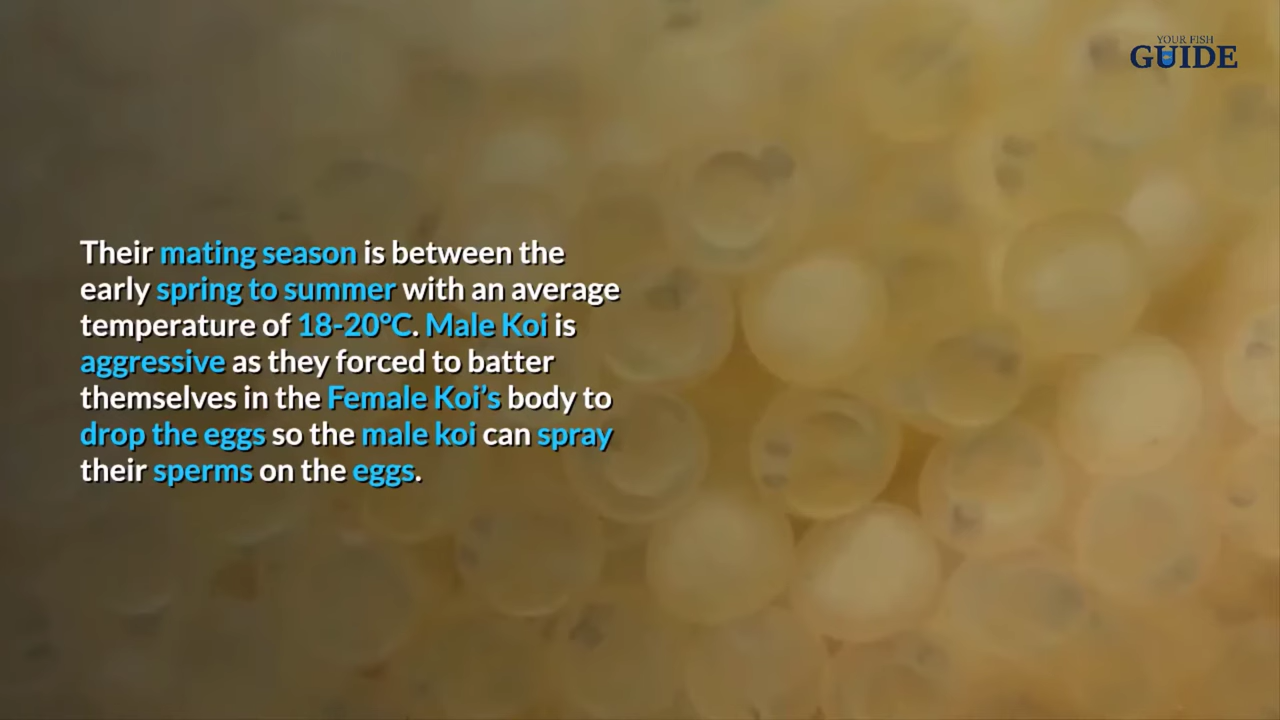 YOUR FISH
GUIDE
Their mating season is between the
early spring to summer with an average
temperature of 18-20°C. Male Koi is
aggressive as they forced to batter
themselves in the Female Koi's body to
drop the eggs so the male koi can spray
their sperms on the eggs.